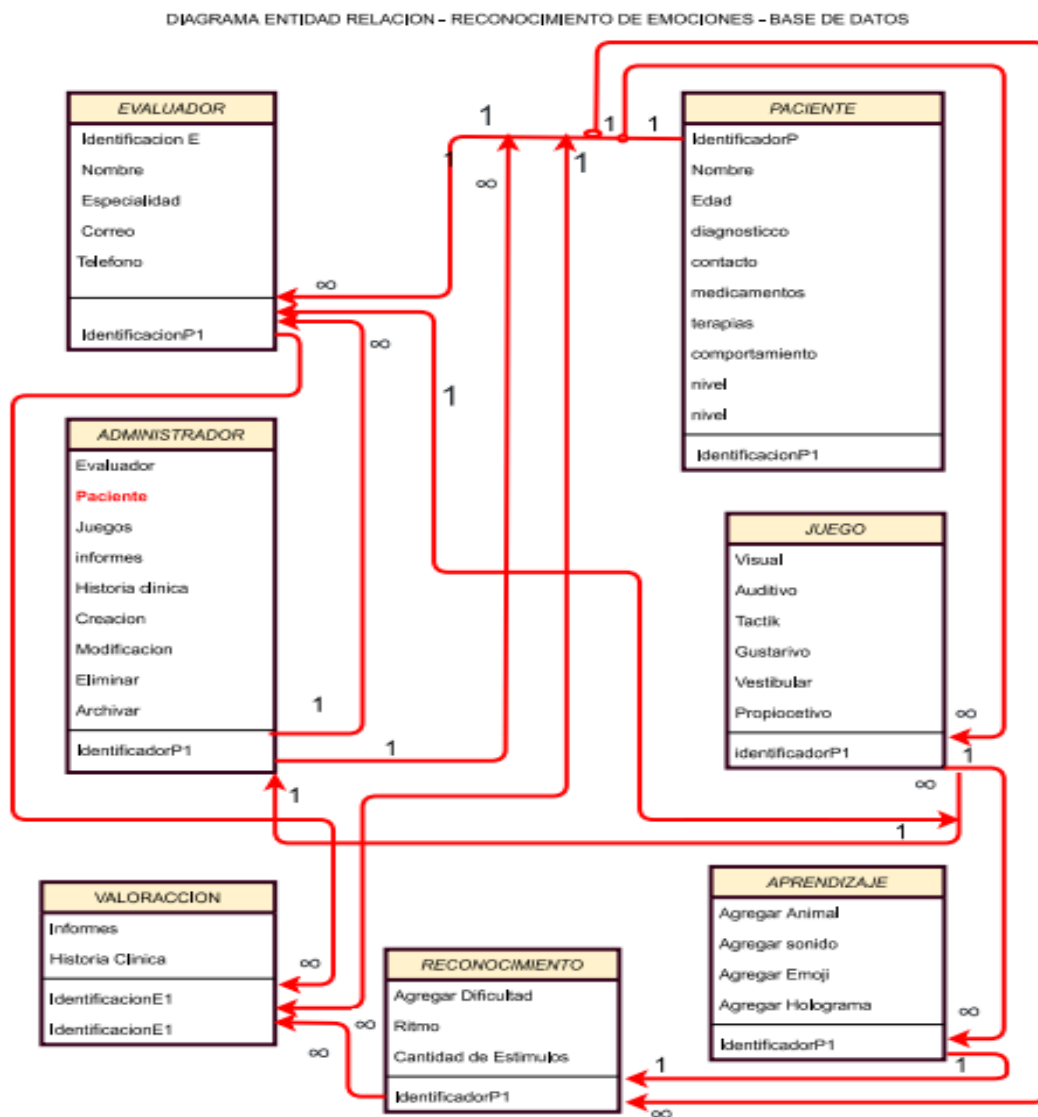 DIAGRAMA ENTIDAD RELACION - RECONOCIMIENTO DE EMOCIONES - BASE DE DATOS
EVALUADOR
Identificacion E
Nombre
Especialidad
Correo
Telefono
IdentificacionP1
1
1
∞
∞
∞
1
1
1
1
PACIENTE
IdentificadorP
Nombre
Edad
diagnosticco
contacto
medicamentos
terapias
comportamiento
nivel
nivel
IdentificacionP1
ADMINISTRADOR
Evaluador
Paciente
Juegos
informes
Historia clinica
Creacion
Modificacion
Eliminar
Archivar
IdentificadorP1
1
1
1
JUEGO
Visual
Auditivo
Tactik
Gustarivo
Vestibular
Propiocetivo
identificadorP1
∞
1
∞
1
VALORACCION
Informes
Historia Clinica
IdentificacionE1
IdentificacionE1
∞
∞
∞
RECONOCIMIENTO
Agregar Dificultad
Ritmo
Cantidad de Estimulos
IdentificadorP1
1
∞
APRENDIZAJE
Agregar Animal
Agregar sonido
Agregar Emoji
Agregar Holograma
IdentificadorP1
∞
1